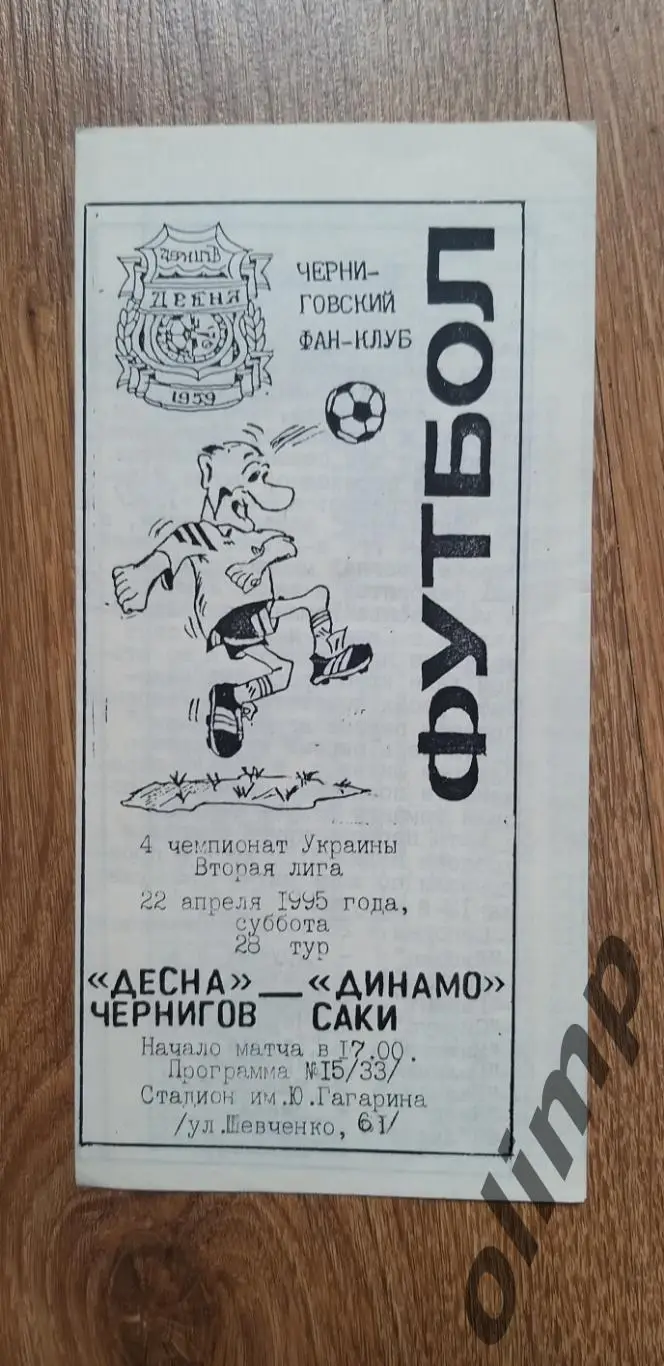 ЧЕРНИГІВ
ДЕСНА
1959
ЧЕРНИ-
ГОВСКИЙ
ФАН-КЛУБ
ФУТБОЛ
4 чемпионат Украины
Вторая лига
22 апреля 1995 года,
суббота
28 тур
«ДЕСНА» — «ДИНАМО»
ЧЕРНИГОВ САКИ
Начало матча в 17.00.
Программа №15/33/
Стадион им.Ю.Гагарина
/ул.Шевченко, 61/
olimp